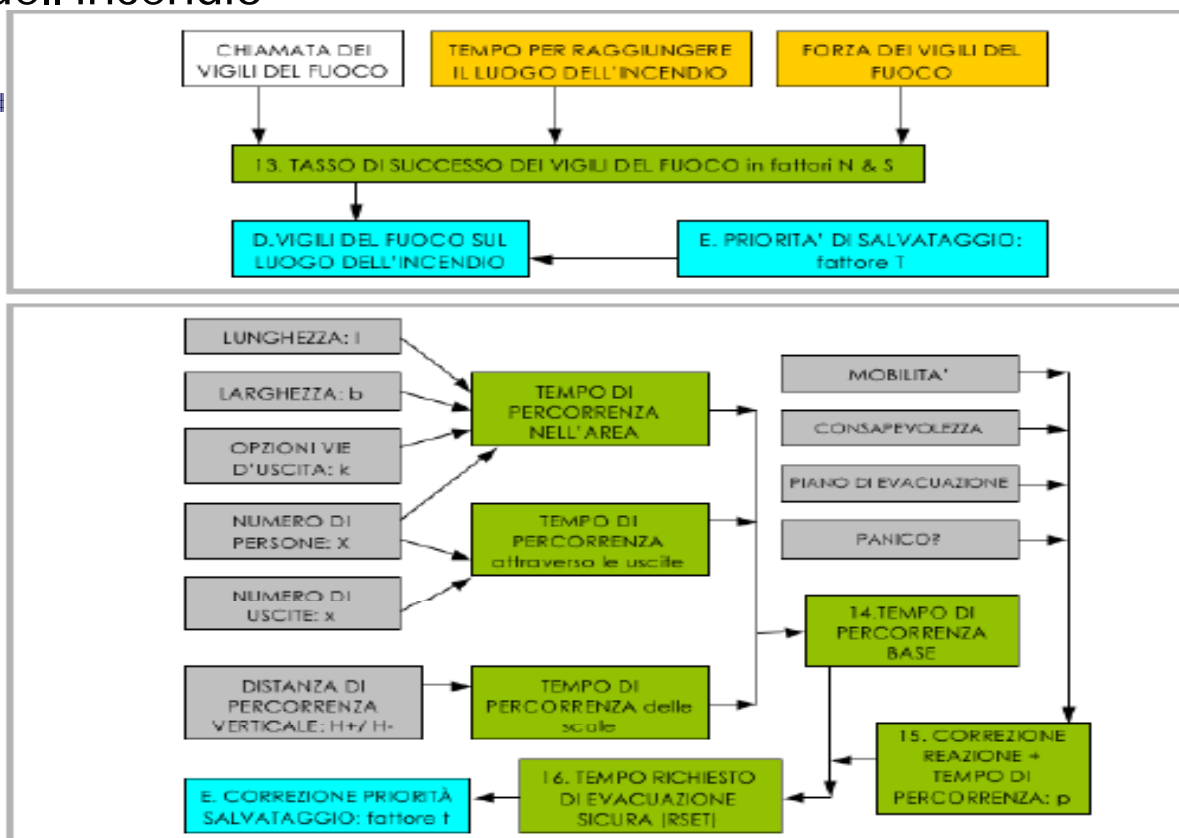 dell'incendio
CHIAMATA DEI
VIGILI DEL FUOCO
TEMPO PER RAGGIUNGERE
IL LUOGO DELL'INCENDIO
FORZA DEI VIGILI DEL
FUOCO
13. TASSO DI SUCCESSO DEI VIGILI DEL FUOCO in fattori N & S
D.VIGILI DEL FUOCO SUL
LUOGO DELL'INCENDIO
E. PRIORITA' DI SALVATAGGIO:
fattore T
LUNGHEZZA: l
LARGHEZZA: b
OPZIONI VIE
D'USCITA: k
NUMERO DI
PERSONE: X
NUMERO DI
USCITE: x
DISTANZA DI
PERCORRENZA
VERTICALE: H+/ H-
TEMPO DI
PERCORRENZA
NELL'AREA
TEMPO DI
PERCORRENZA
attraverso le uscite
TEMPO DI
PERCORRENZA delle
scale
MOBILITA'
CONSAPEVOLEZZA
PIANO DI EVACUAZIONE
PANICO?
14.TEMPO DI
PERCORRENZA
BASE
15. CORREZIONE
REAZIONE +
TEMPO DI
PERCORRENZA: p
16. TEMPO RICHIESTO
DI EVACUAZIONE
SICURA (RSET)
E. CORREZIONE PRIORITÀ
SALVATAGGIO: fattore t